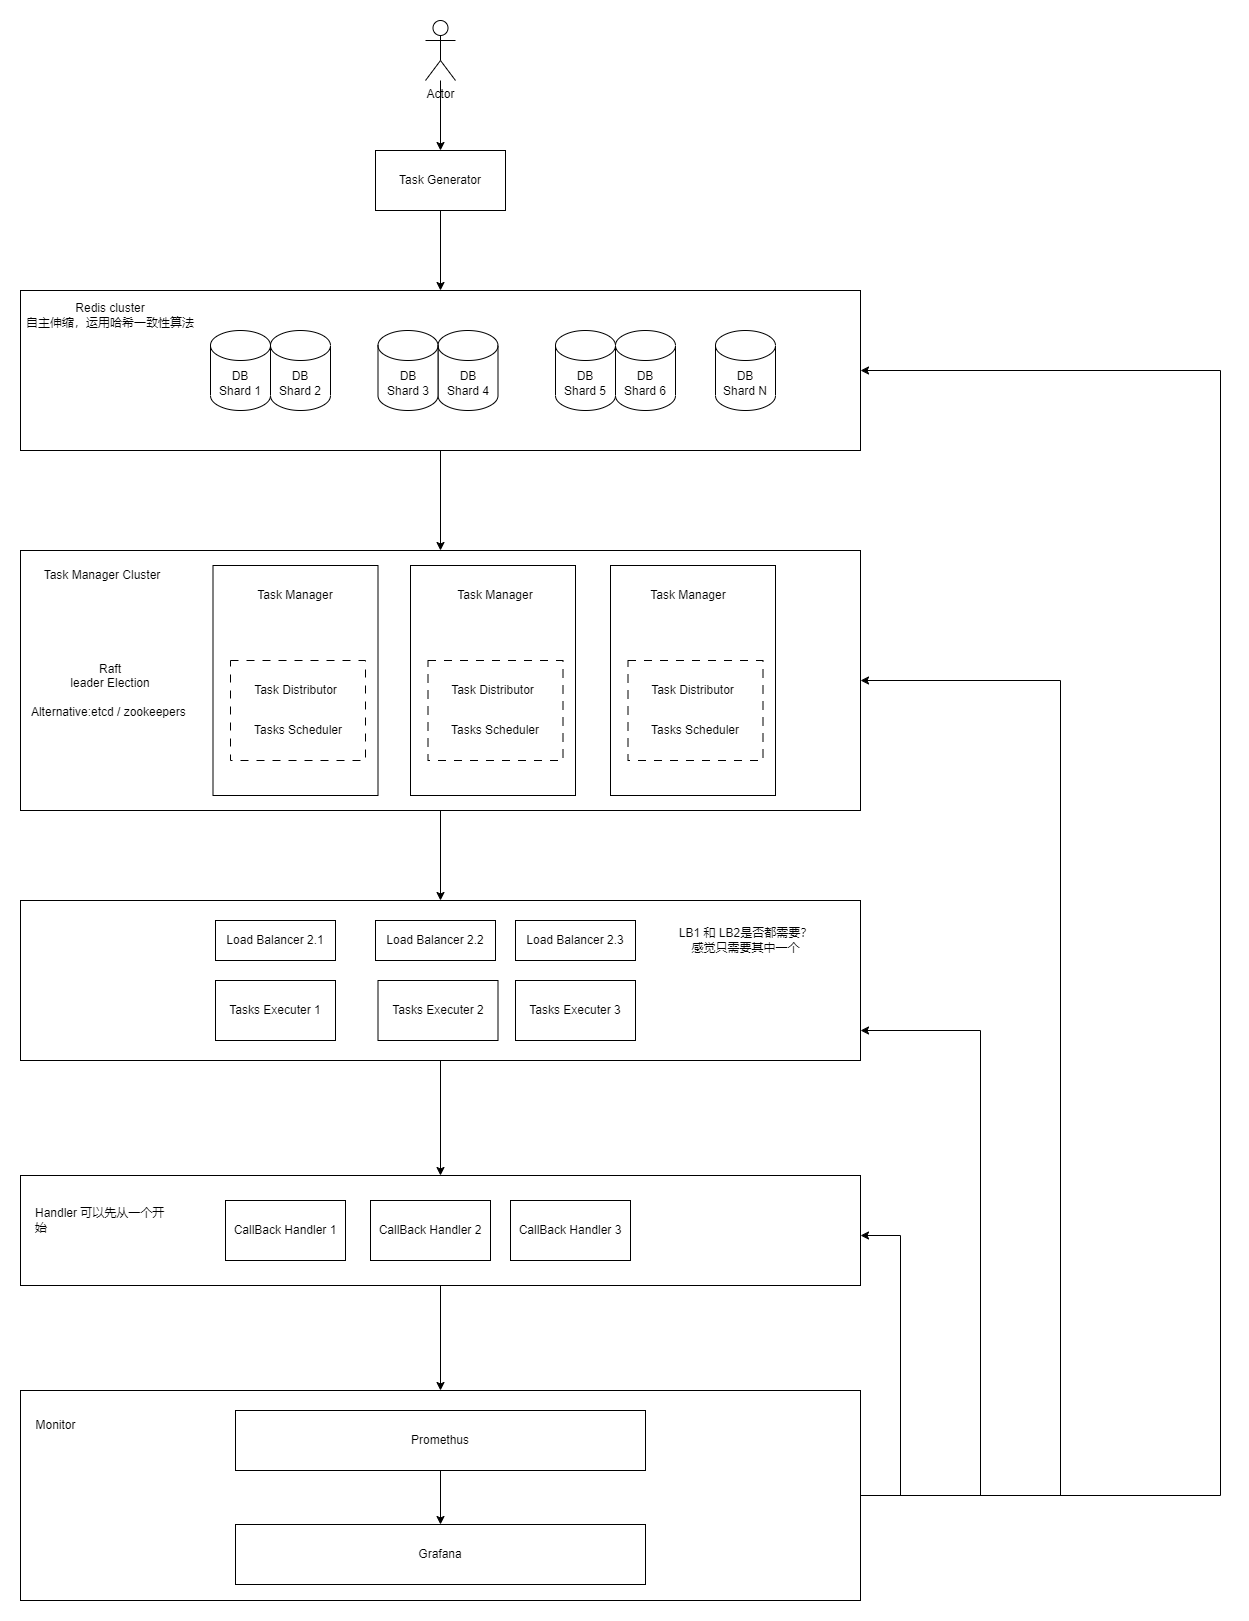 Actor
Task Generator
Redis cluster
自主伸缩，运用哈希一致性算法
DB
Shard 1
DB
Shard 2
DB
Shard 3
DB
Shard 4
DB
Shard 5
DB
Shard 6
DB
Shard N
Task Manager Cluster
Raft
leader Election
Alternative:etcd / zookeepers
Task Manager
Task Distributor
Tasks Scheduler
Task Manager
Task Distributor
Tasks Scheduler
Task Manager
Task Distributor
Tasks Scheduler
Load Balancer 2.1
Load Balancer 2.2
Load Balancer 2.3
LB1 和 LB2是否都需要?
感觉只需要其中一个
Tasks Executer 1
Tasks Executer 2
Tasks Executer 3
Handler 可以先从一个开
始
CallBack Handler 1
CallBack Handler 2
CallBack Handler 3
Monitor
Promethus
Grafana